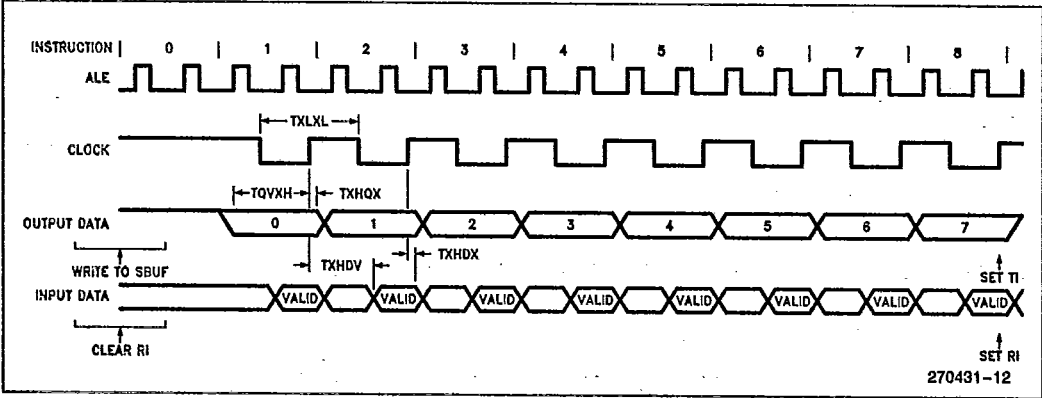 INSTRUCTION | 0 | 1 | 2 | 3 | 4 | 5 | 6 | 7 | 8 |
ALE
TXLXL
CLOCK
TQVXH TXHQX
OUTPUT DATA 0 1 2 3 4 5 6 7
WRITE TO SBUF TXHDV TXHDX SET TI
INPUT DATA VALID VALID VALID VALID VALID VALID VALID VALID
CLEAR RI SET RI
270431-12